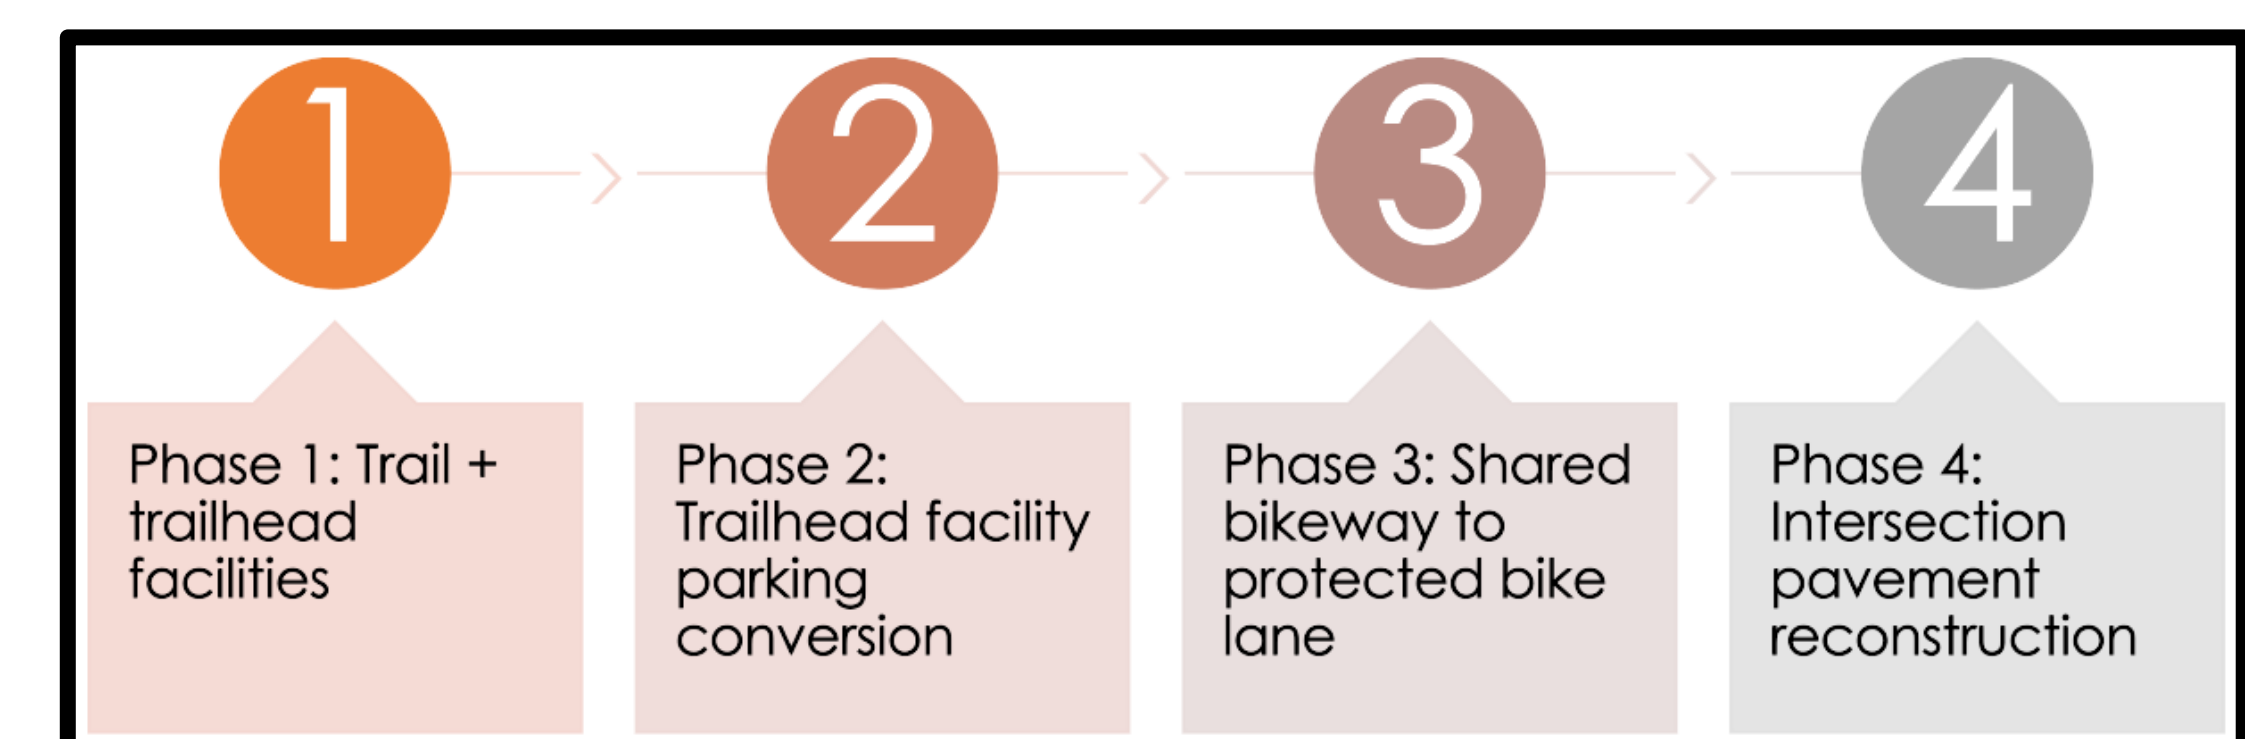 1
2
3
4
Phase 1: Trail +
trailhead
facilities
Phase 2:
Trailhead facility
parking
conversion
Phase 3: Shared
bikeway to
protected bike
lane
Phase 4:
Intersection
pavement
reconstruction